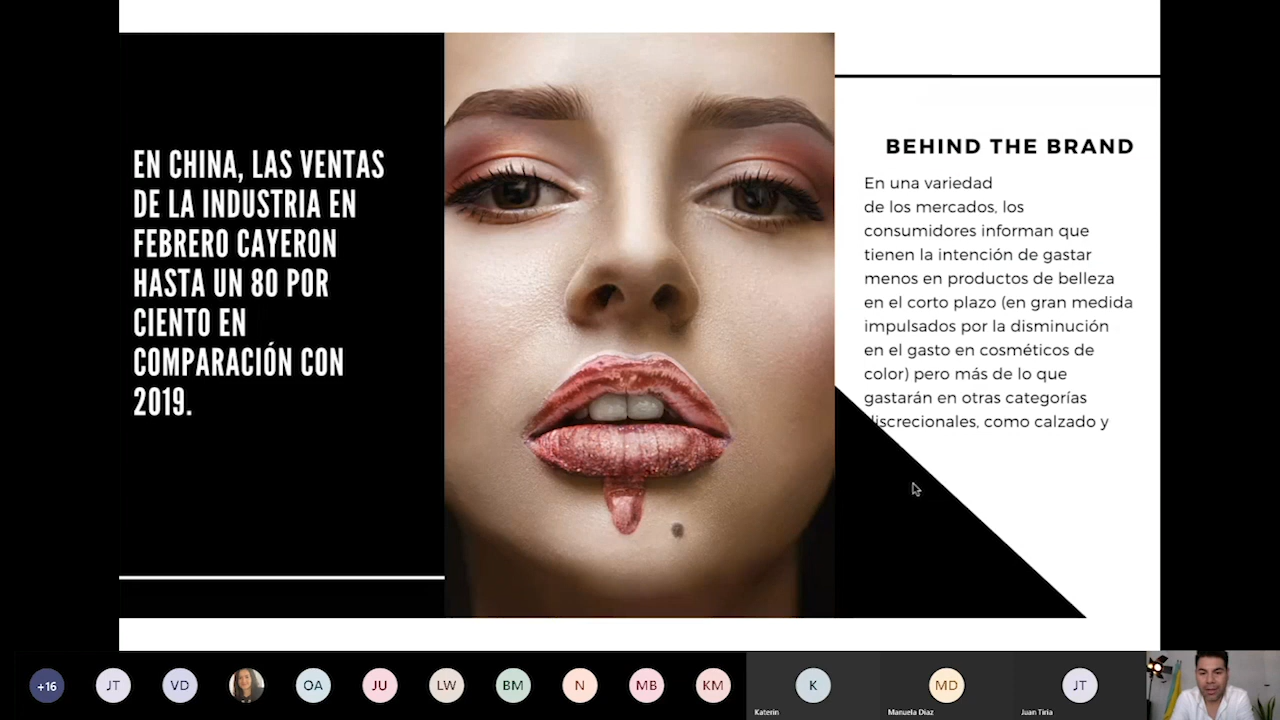 EN CHINA, LAS VENTAS
DE LA INDUSTRIA EN
FEBRERO CAYERON
HASTA UN 80 POR
CIENTO EN
COMPARACIÓN CON
2019.
BEHIND THE BRAND
En una variedad
de los mercados, los
consumidores informan que
tienen la intención de gastar
menos en productos de belleza
en el corto plazo (en gran medida
impulsados por la disminución
en el gasto en cosméticos de
color) pero más de lo que
gastarán en otras categorías
discrecionales, como calzado y
+16
JT
VD
OA
JU
LW
BM
N
MB
KM
K
MD
JT
Katerin
Manuela Diaz
Juan Tiria